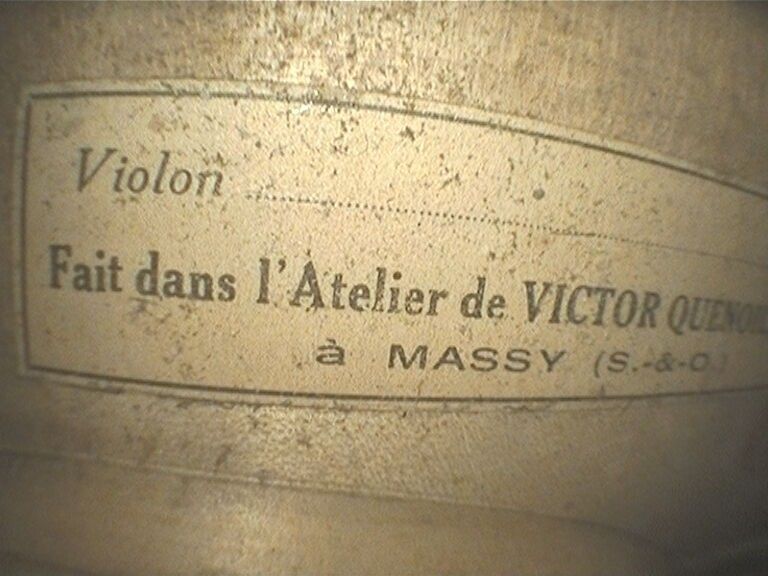 Violon
Fait dans l'Atelier de VICTOR
à MASSY (S.-&-O.)